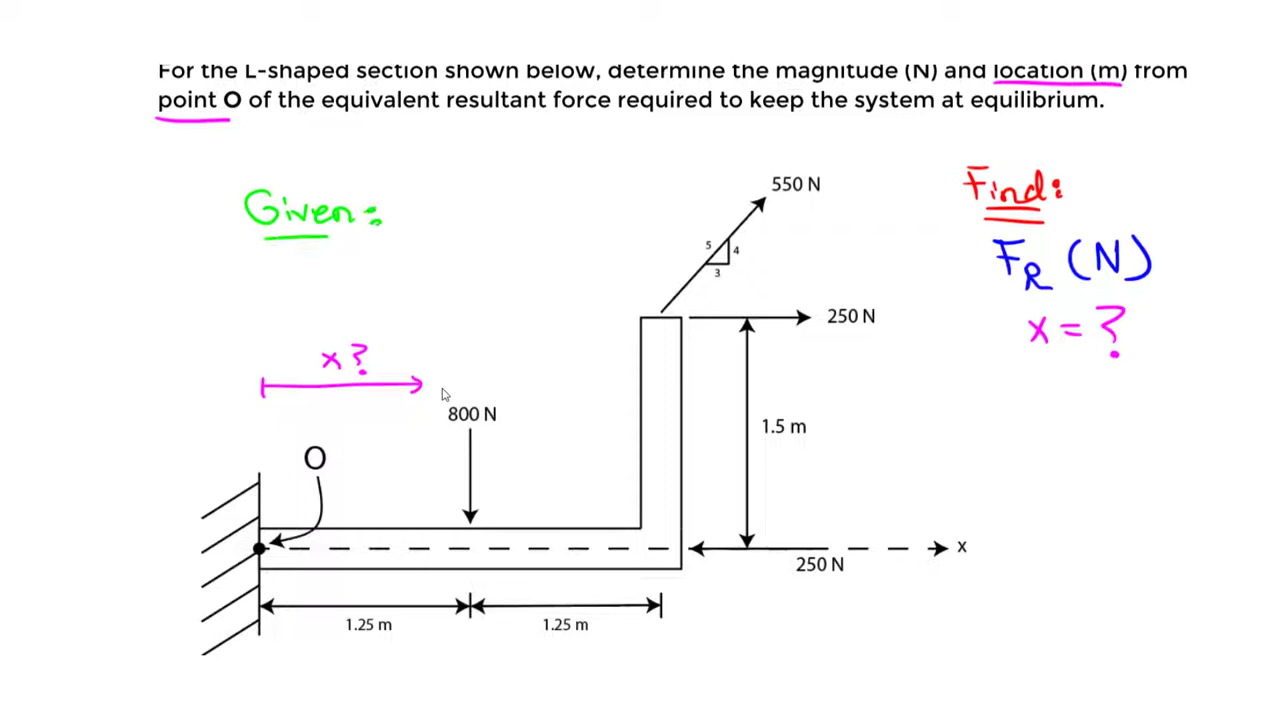 For the L-shaped section shown below, determine the magnitude (N) and location (m) from
point O of the equivalent resultant force required to keep the system at equilibrium.
Given:
Find:
F_R (N)
x = ?
550 N
5
4
3
250 N
x?
800 N
1.5 m
O
x
250 N
1.25 m
1.25 m